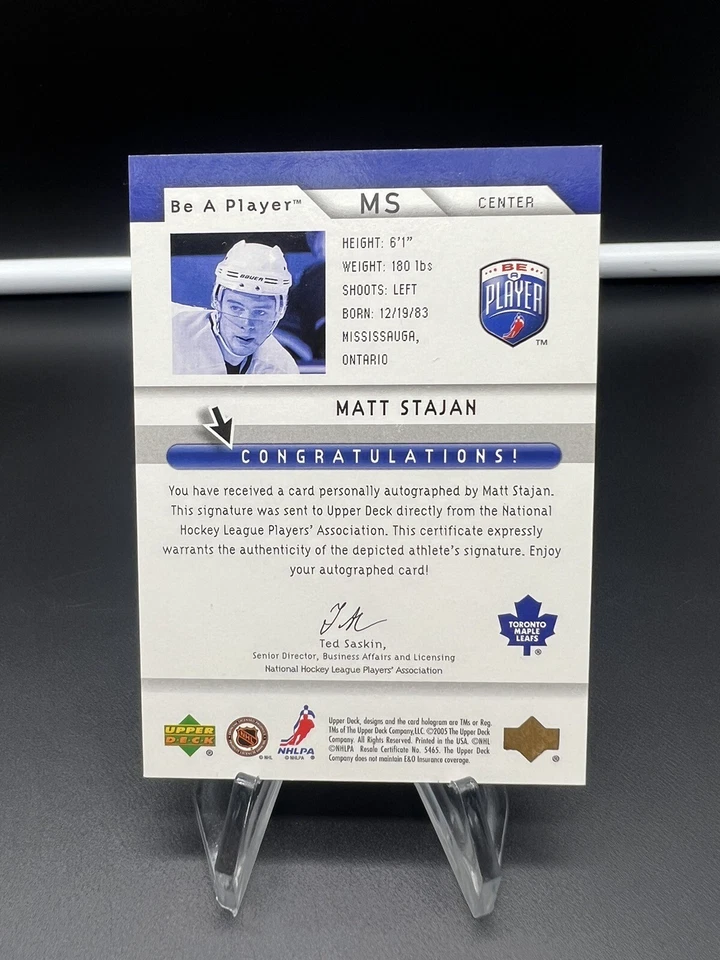 Be A Player™ MS CENTER
HEIGHT: 6'1"
WEIGHT: 180 lbs
SHOOTS: LEFT
BORN: 12/19/83
MISSISSAUGA,
ONTARIO
BAUER
BE
A
PLAYER
TM
MATT STAJAN
CONGRATULATIONS!
You have received a card personally autographed by Matt Stajan.
This signature was sent to Upper Deck directly from the National
Hockey League Players' Association. This certificate expressly
warrants the authenticity of the depicted athlete's signature. Enjoy
your autographed card!
Ted Saskin,
Senior Director, Business Affairs and Licensing
National Hockey League Players' Association
TORONTO
MAPLE
LEAFS
®
UPPER
DECK
®
NHL
© NHL
NHLPA
© NHLPA ®
Upper Deck, designs and the card hologram are TMs or Reg.
TMs of The Upper Deck Company, LLC. ©2005 The Upper Deck
Company. All Rights Reserved. Printed in the USA. ©NHL
©NHLPA Resale Certificate No. 5465. The Upper Deck
Company does not maintain E&O Insurance coverage.
®